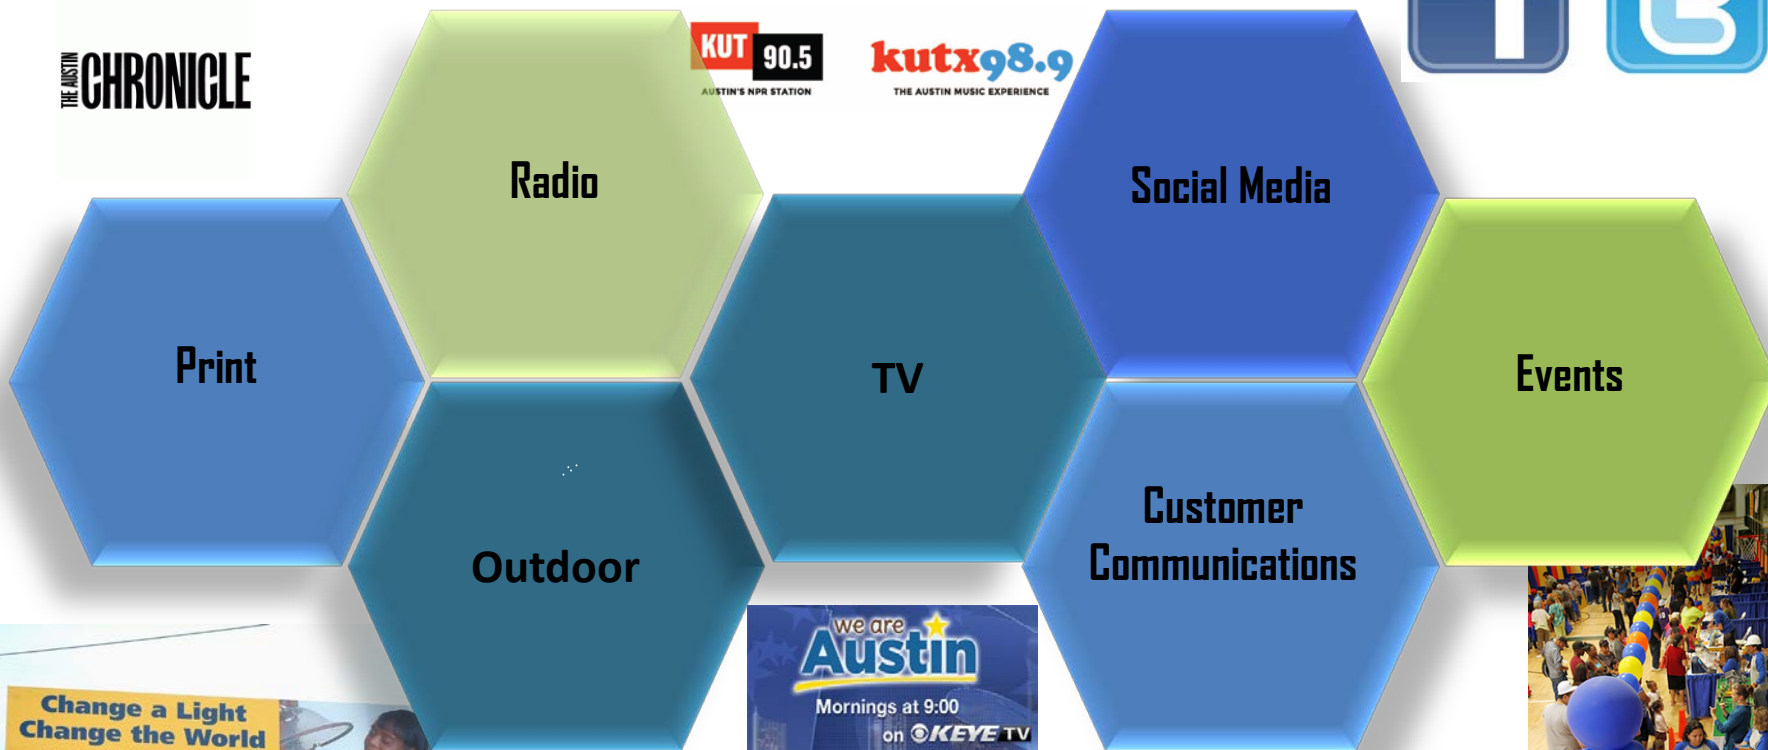 THE AUSTIN
CHRONICLE
KUT
90.5
AUSTIN'S NPR STATION
kutx98.9
THE AUSTIN MUSIC EXPERIENCE
Radio
Social Media
Print
TV
Events
Outdoor
Customer
Communications
Change a Light
Change the World
we are
Austin
Mornings at 9:00
on KEYE TV